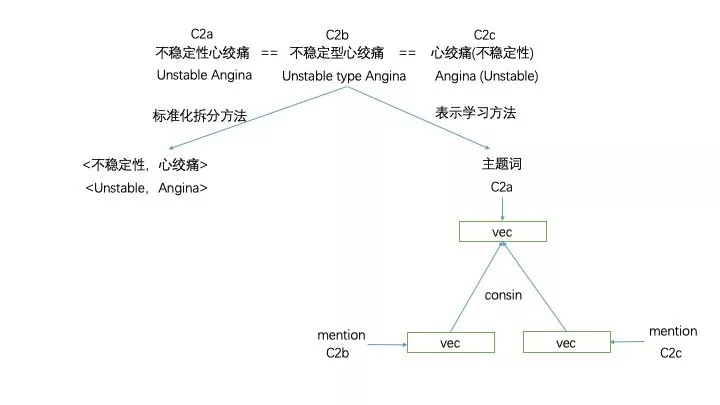 C2a C2b C2c
不稳定性心绞痛 == 不稳定型心绞痛 == 心绞痛(不稳定性)
Unstable Angina Unstable type Angina Angina (Unstable)
标准化拆分方法 表示学习方法
<不稳定性，心绞痛> 主题词
<Unstable，Angina> C2a
vec
consin
mention mention
C2b vec vec C2c